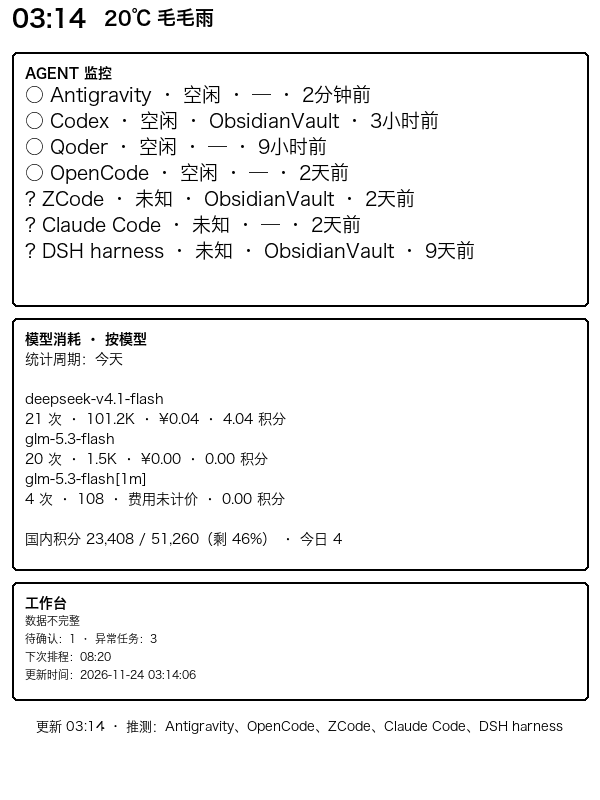 03:14 20°C 毛毛雨
AGENT 监控
○ Antigravity · 空闲 · — · 2分钟前
○ Codex · 空闲 · ObsidianVault · 3小时前
○ Qoder · 空闲 · — · 9小时前
○ OpenCode · 空闲 · — · 2天前
? ZCode · 未知 · ObsidianVault · 2天前
? Claude Code · 未知 · — · 2天前
? DSH harness · 未知 · ObsidianVault · 9天前
模型消耗 · 按模型
统计周期：今天
deepseek-v4.1-flash
21 次 · 101.2K · ¥0.04 · 4.04 积分
glm-5.3-flash
20 次 · 1.5K · ¥0.00 · 0.00 积分
glm-5.3-flash[1m]
4 次 · 108 · 费用未计价 · 0.00 积分
国内积分 23,408 / 51,260（剩 46%） · 今日 4
工作台
数据不完整
待确认：1 · 异常任务：3
下次排程：08:20
更新时间：2026-11-24 03:14:06
更新 03:14 · 推测：Antigravity、OpenCode、ZCode、Claude Code、DSH harness